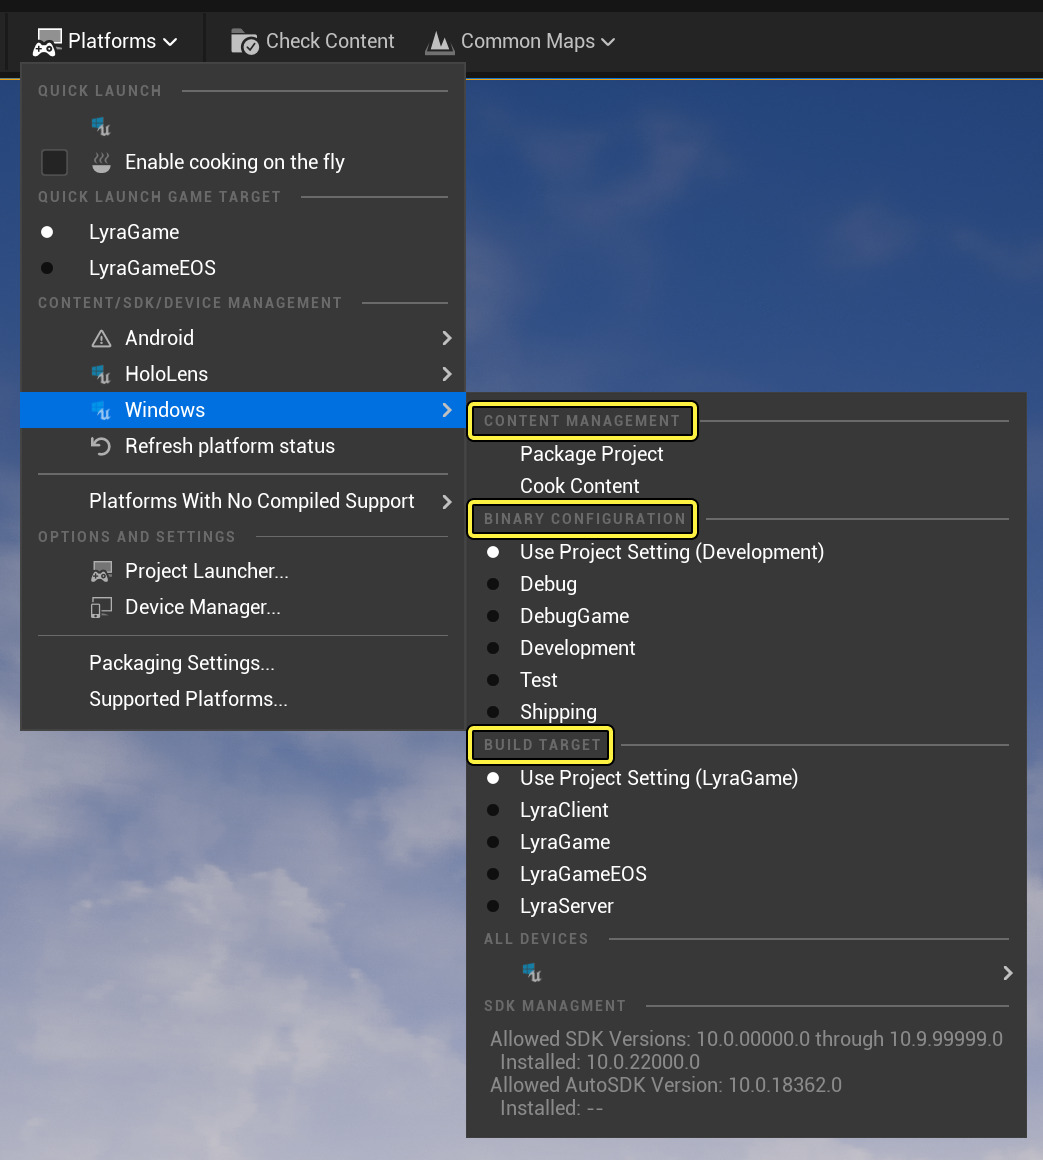 Platforms
Check Content
Common Maps
QUICK LAUNCH
Enable cooking on the fly
QUICK LAUNCH GAME TARGET
LyraGame
LyraGameEOS
CONTENT/SDK/DEVICE MANAGEMENT
Android
HoloLens
Windows
Refresh platform status
Platforms With No Compiled Support
OPTIONS AND SETTINGS
Project Launcher...
Device Manager...
Packaging Settings...
Supported Platforms...
CONTENT MANAGEMENT
Package Project
Cook Content
BINARY CONFIGURATION
Use Project Setting (Development)
Debug
DebugGame
Development
Test
Shipping
BUILD TARGET
Use Project Setting (LyraGame)
LyraClient
LyraGame
LyraGameEOS
LyraServer
ALL DEVICES
SDK MANAGMENT
Allowed SDK Versions: 10.0.00000.0 through 10.9.99999.0
Installed: 10.0.22000.0
Allowed AutoSDK Version: 10.0.18362.0
Installed: --